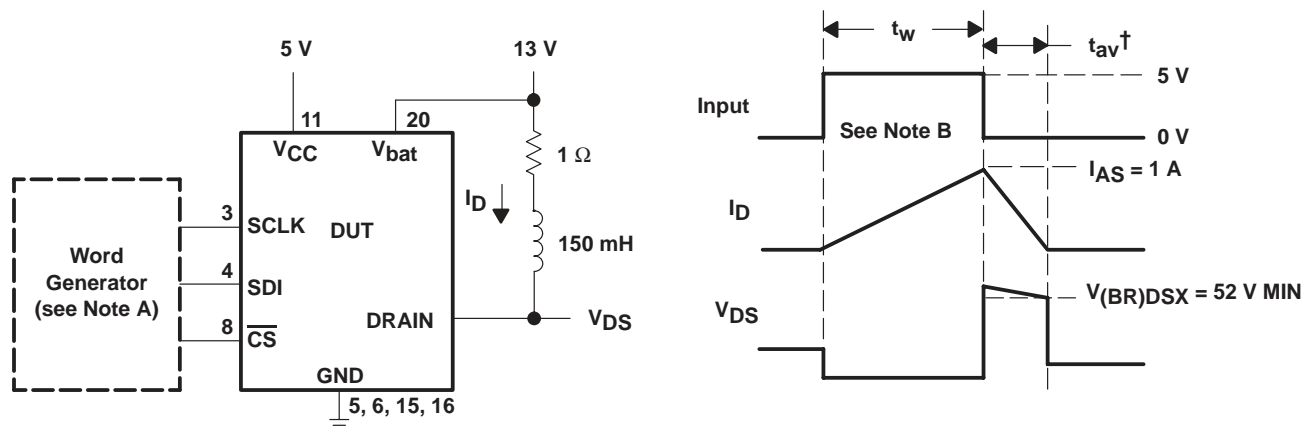 5 V
13 V
11
20
VCC
Vbat
1 Ω
ID
150 mH
3
SCLK
DUT
Word
Generator
(see Note A)
4
SDI
8
CS
DRAIN
VDS
GND
5, 6, 15, 16
tw
tav†
5 V
Input
See Note B
0 V
IAS = 1 A
ID
V(BR)DSX = 52 V MIN
VDS